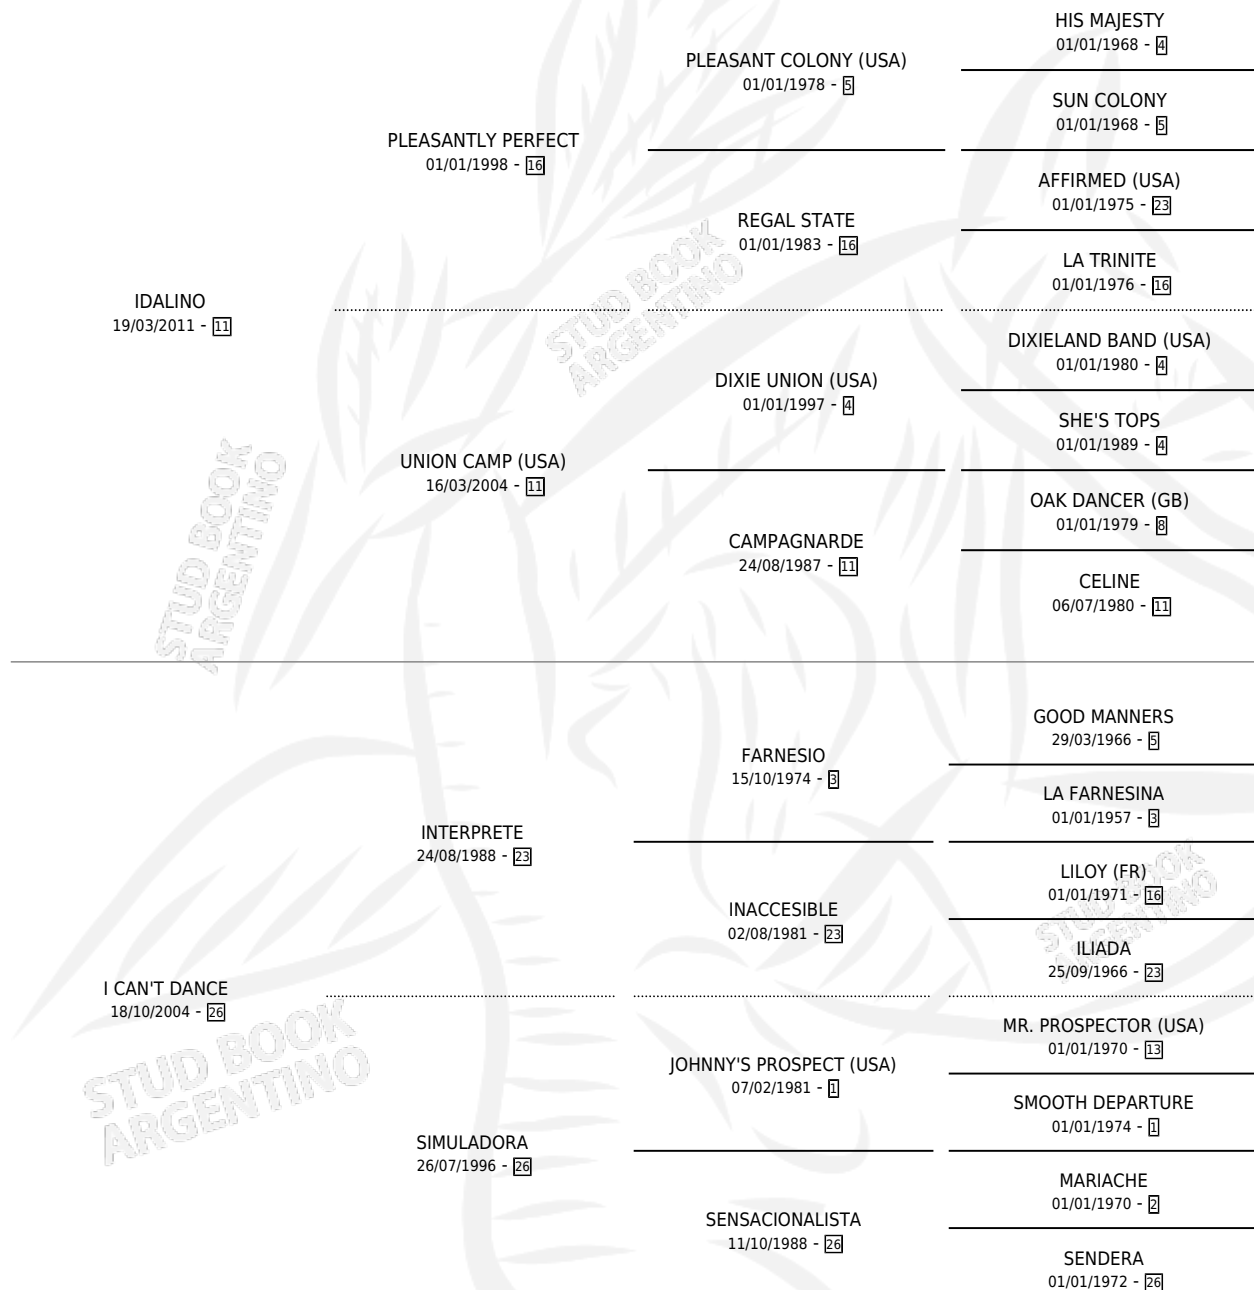 HIS MAJESTY
01/01/1968 - 4
PLEASANT COLONY (USA)
01/01/1978 - 5
SUN COLONY
01/01/1968 - 5
PLEASANTLY PERFECT
01/01/1998 - 16
AFFIRMED (USA)
01/01/1975 - 23
REGAL STATE
01/01/1983 - 16
LA TRINITE
01/01/1976 - 16
IDALINO
19/03/2011 - 11
DIXIELAND BAND (USA)
01/01/1980 - 4
DIXIE UNION (USA)
01/01/1997 - 4
SHE'S TOPS
01/01/1989 - 4
UNION CAMP (USA)
16/03/2004 - 11
OAK DANCER (GB)
01/01/1979 - 8
CAMPAGNARDE
24/08/1987 - 11
CELINE
06/07/1980 - 11
GOOD MANNERS
29/03/1966 - 5
FARNESIO
15/10/1974 - 3
LA FARNESINA
01/01/1957 - 3
INTERPRETE
24/08/1988 - 23
LILOY (FR)
01/01/1971 - 16
INACCESIBLE
02/08/1981 - 23
ILIADA
25/09/1966 - 23
I CAN'T DANCE
18/10/2004 - 26
MR. PROSPECTOR (USA)
01/01/1970 - 13
JOHNNY'S PROSPECT (USA)
07/02/1981 - 1
SMOOTH DEPARTURE
01/01/1974 - 1
SIMULADORA
26/07/1996 - 26
MARIACHE
01/01/1970 - 2
SENSACIONALISTA
11/10/1988 - 26
SENDERA
01/01/1972 - 26
STUD BOOK
ARGENTINO
STUD BOOK
ARGENTINO
STUD BOOK
ARGENTINO
STUD BOOK
ARGENTINO